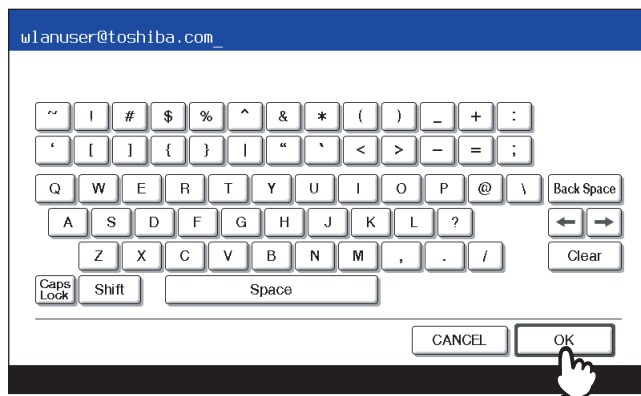 wlanuser@toshiba.com_
~ ! # $ % ^ & * ( ) _ + :
‘ [ ] { } | “ ` < > − = ;
Q W E R T Y U I O P @ \ Back Space
A S D F G H J K L ? ← →
Z X C V B N M , . / Clear
Caps Lock Shift Space
CANCEL OK